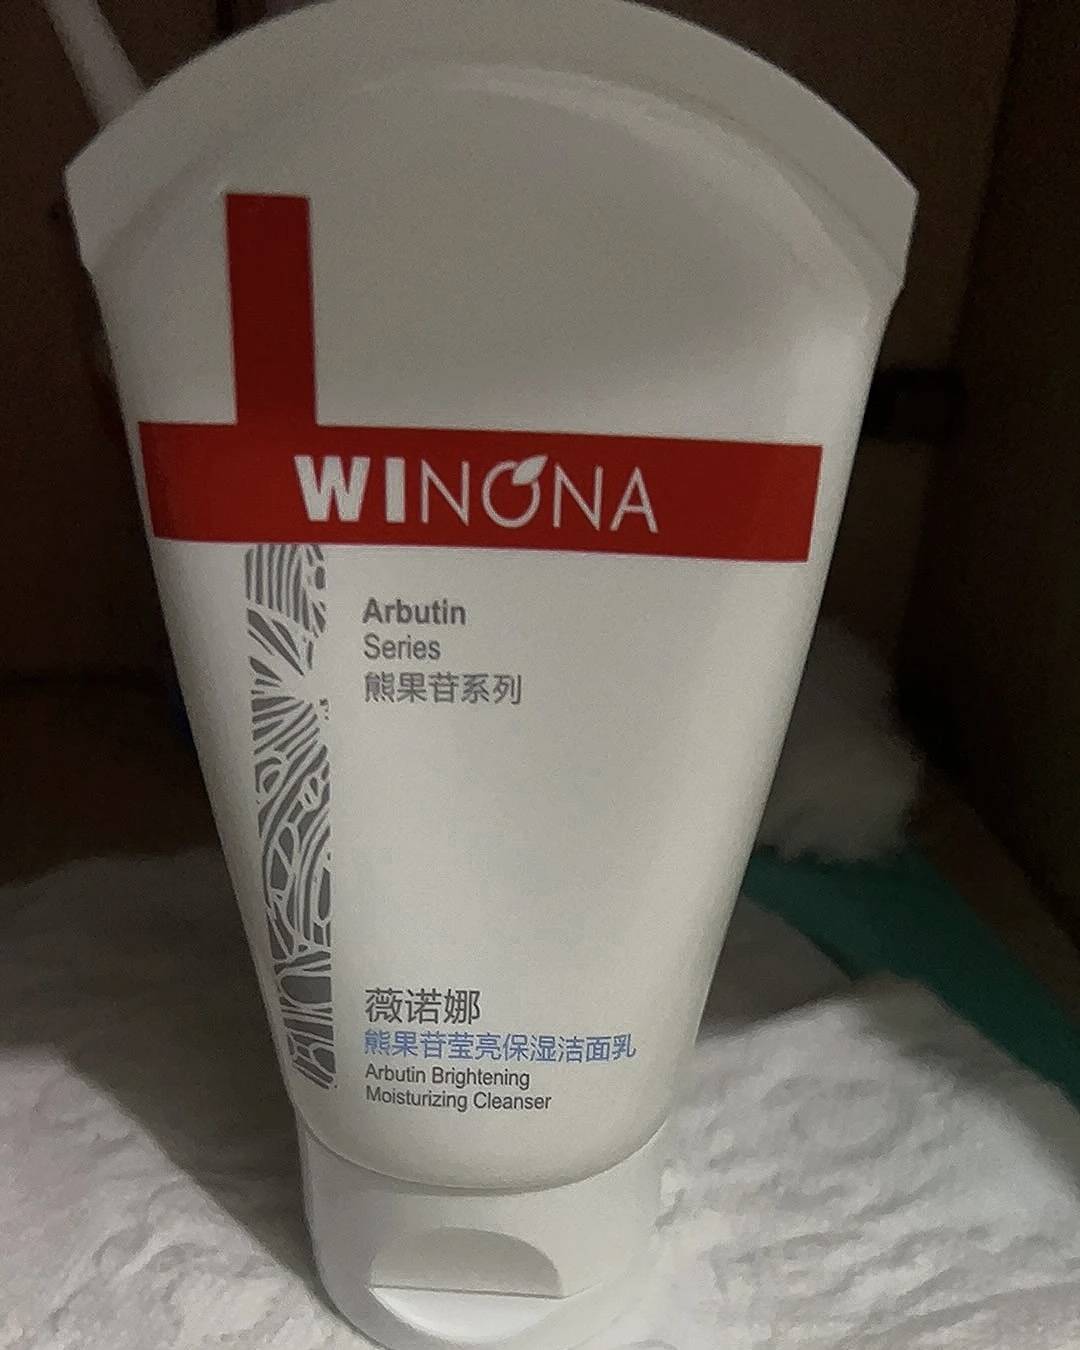 WINONA
Arbutin
Series
熊果苷系列
薇诺娜
熊果苷莹亮保湿洁面乳
Arbutin Brightening
Moisturizing Cleanser